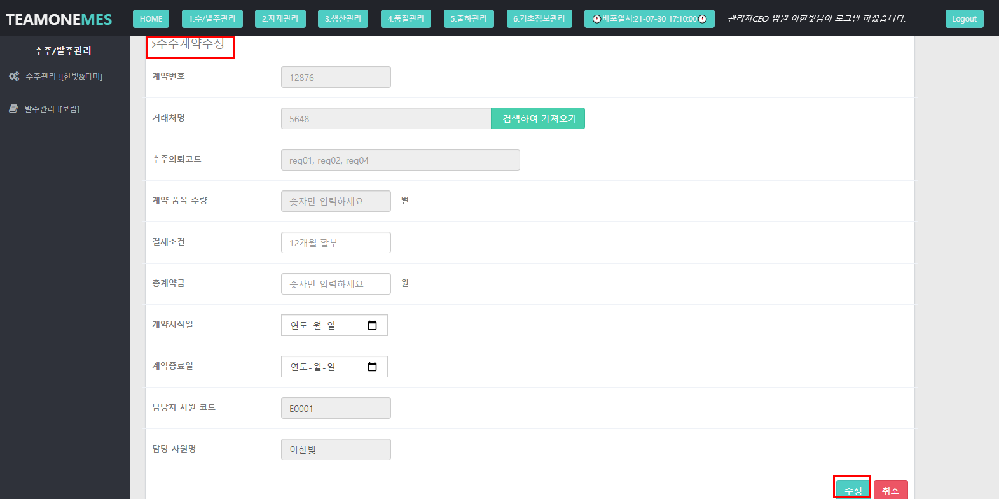 TEAMONEMES HOME 1.수/발주관리 2.자재관리 3.생산관리 4.품질관리 5.출하관리 6.기초정보관리 배포일시:21-07-30 17:10:00 관리자CEO 임원 이한빛님이 로그인 하셨습니다. Logout
수주/발주관리
수주관리 ![한빛&다미]
발주관리 ![보람]
>수주계약수정
계약번호 12876
거래처명 5648 검색하여 가져오기
수주의뢰코드 req01, req02, req04
계약 품목 수량 숫자만 입력하세요 벌
결제조건 12개월 할부
총계약금 숫자만 입력하세요 원
계약시작일 연도-월-일
계약종료일 연도-월-일
담당자 사원 코드 E0001
담당 사원명 이한빛
수정 취소